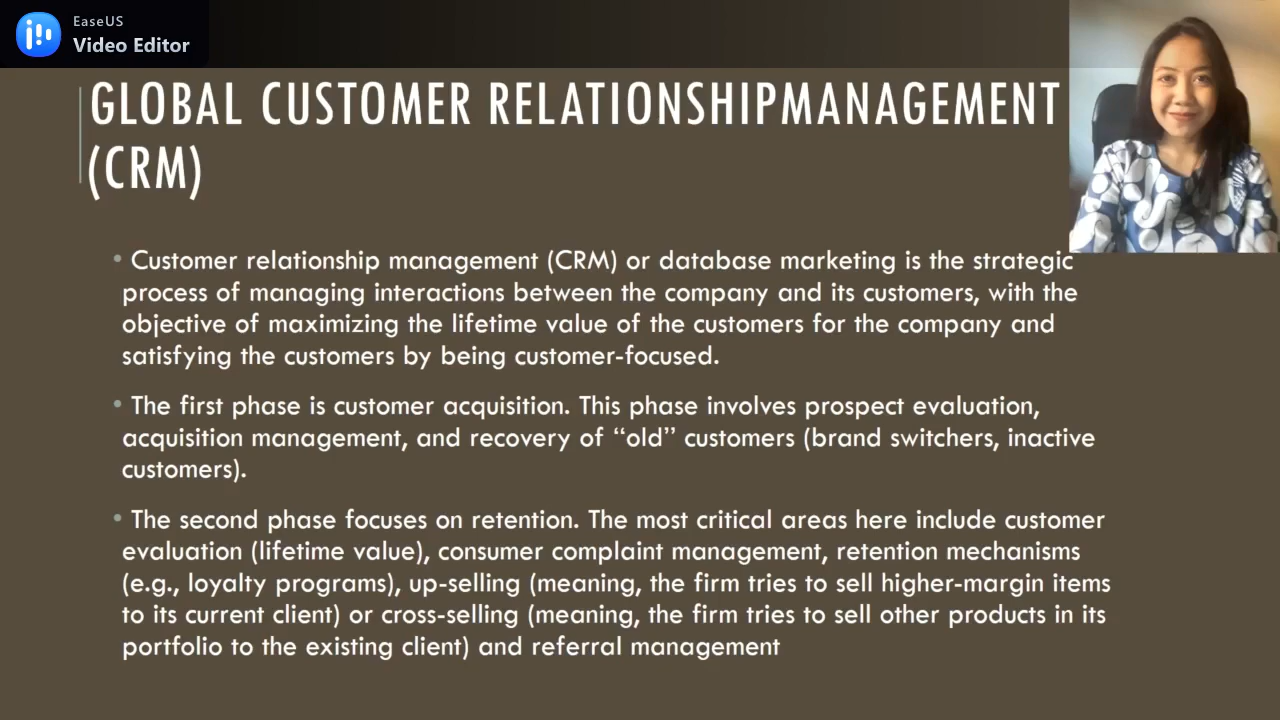 EaseUS
Video Editor
GLOBAL CUSTOMER RELATIONSHIPMANAGEMENT
(CRM)
• Customer relationship management (CRM) or database marketing is the strategic
process of managing interactions between the company and its customers, with the
objective of maximizing the lifetime value of the customers for the company and
satisfying the customers by being customer-focused.
• The first phase is customer acquisition. This phase involves prospect evaluation,
acquisition management, and recovery of “old” customers (brand switchers, inactive
customers).
• The second phase focuses on retention. The most critical areas here include customer
evaluation (lifetime value), consumer complaint management, retention mechanisms
(e.g., loyalty programs), up-selling (meaning, the firm tries to sell higher-margin items
to its current client) or cross-selling (meaning, the firm tries to sell other products in its
portfolio to the existing client) and referral management